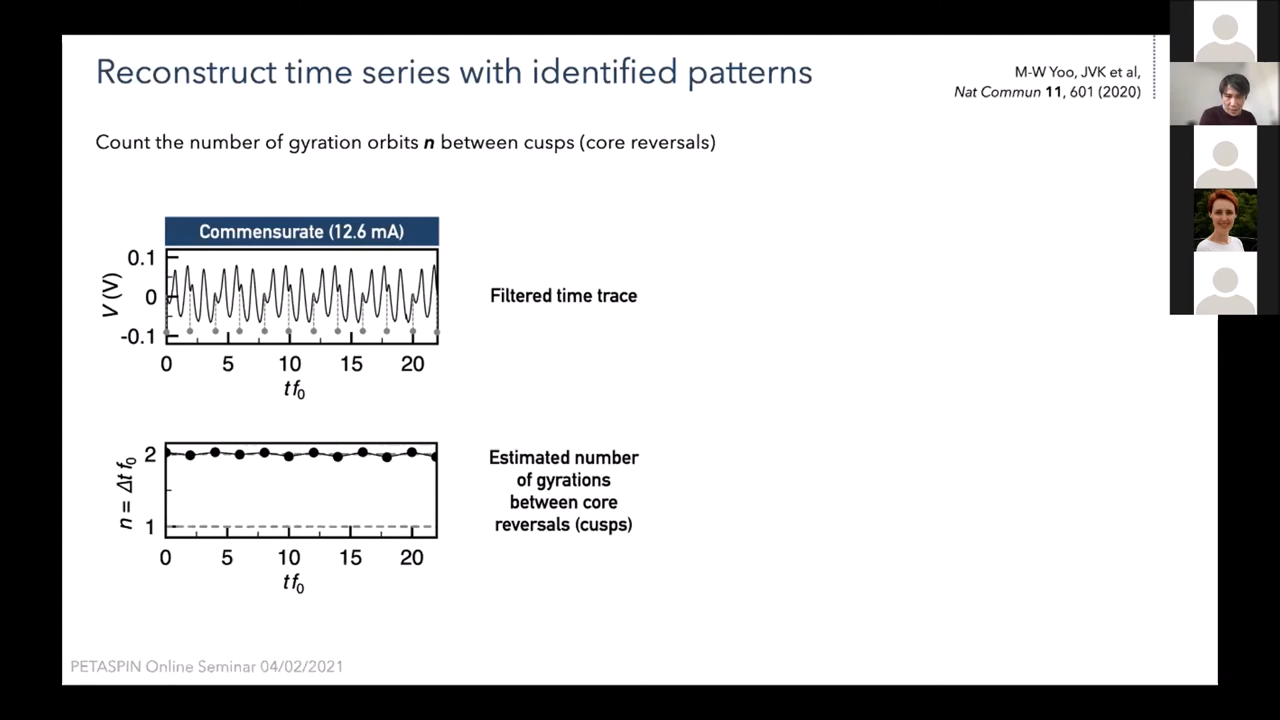 Reconstruct time series with identified patterns
M-W Yoo, JVK et al,
Nat Commun 11, 601 (2020)
Count the number of gyration orbits n between cusps (core reversals)
Commensurate (12.6 mA)
0.1
0
-0.1
V (V)
0 5 10 15 20
tf₀
Filtered time trace
2
1
n = Δt f₀
0 5 10 15 20
tf₀
Estimated number
of gyrations
between core
reversals (cusps)
PETASPIN Online Seminar 04/02/2021